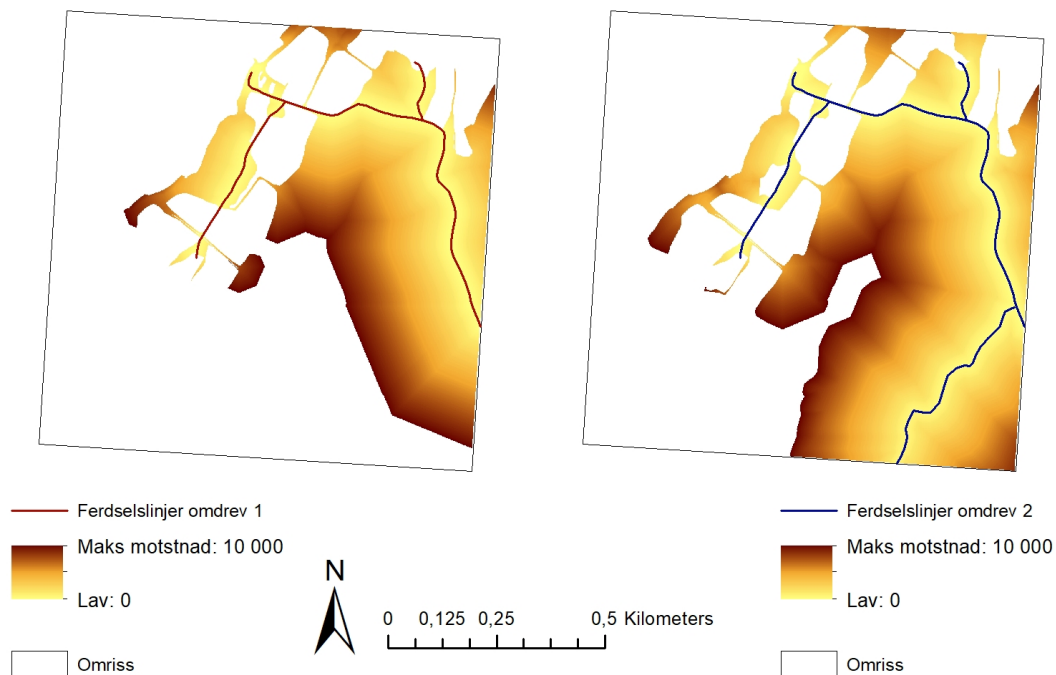 Ferdselslinjer omdrev 1
Maks motstnad: 10 000
Lav: 0
Omriss
N
0 0,125 0,25 0,5 Kilometers
Ferdselslinjer omdrev 2
Maks motstnad: 10 000
Lav: 0
Omriss